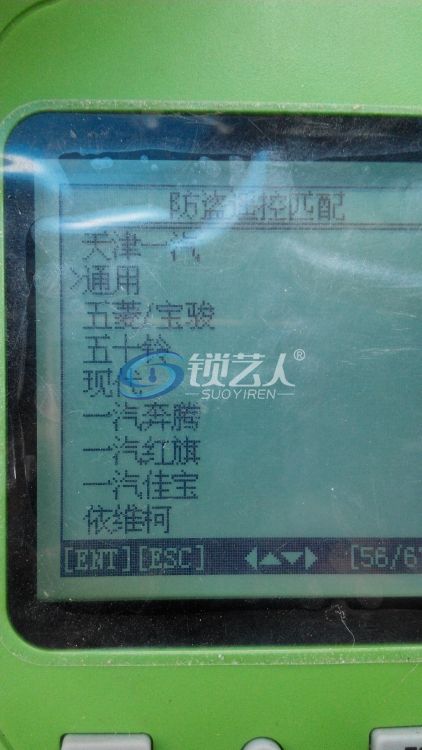 防盗遥控匹配
天津一汽
>通用
五菱/宝骏
五十铃
现代
锁艺人®
—SUOYIREN—
一汽奔腾
一汽红旗
一汽佳宝
依维柯
[ENT][ESC] ◀▲▼▶ [56/6